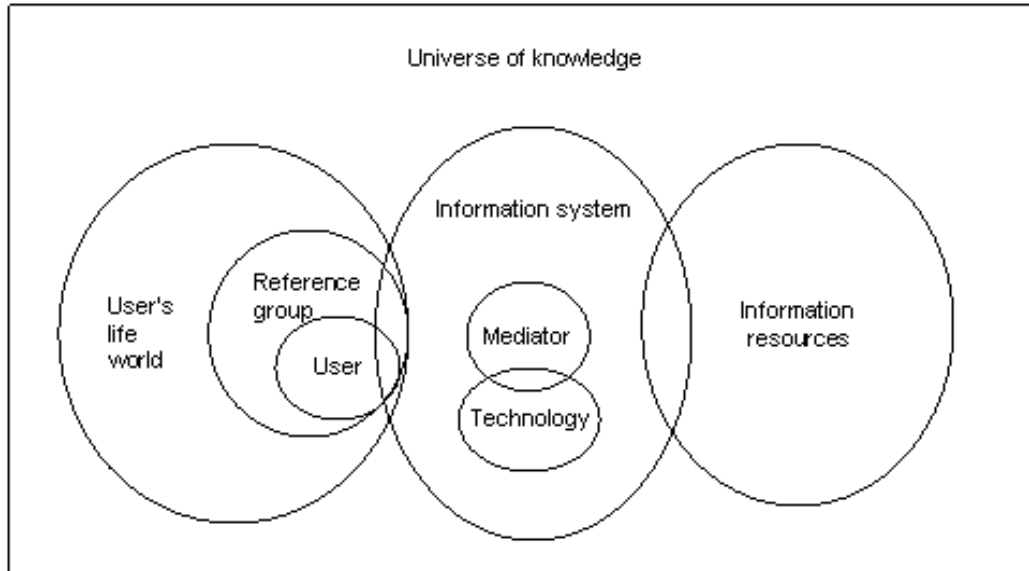 Universe of knowledge
Information system
Reference
group
User's
life
world
User
Mediator
Technology
Information
resources